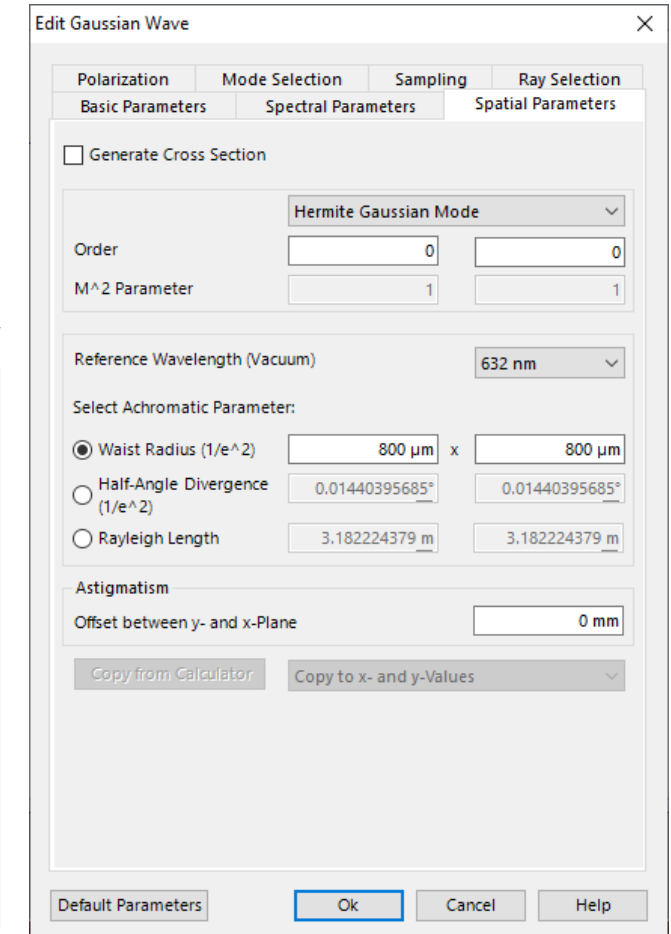 Edit Gaussian Wave
Polarization Mode Selection Sampling Ray Selection
Basic Parameters Spectral Parameters Spatial Parameters
Generate Cross Section
Hermite Gaussian Mode
Order 0 0
M^2 Parameter 1 1
Reference Wavelength (Vacuum) 632 nm
Select Achromatic Parameter:
Waist Radius (1/e^2) 800 µm x 800 µm
Half-Angle Divergence
(1/e^2) 0.01440395685° 0.01440395685°
Rayleigh Length 3.182224379 m 3.182224379 m
Astigmatism
Offset between y- and x-Plane 0 mm
Copy from Calculator Copy to x- and y-Values
Default Parameters Ok Cancel Help